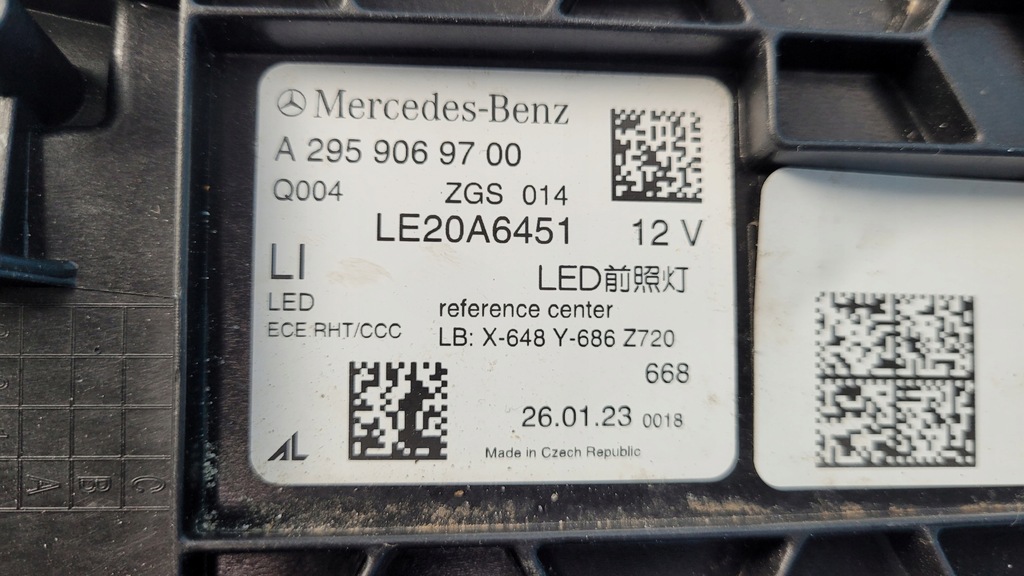 Mercedes-Benz
A 295 906 97 00
Q004 ZGS 014
LE20A6451 12 V
LI LED前照灯
LED reference center
ECE RHT/CCC LB: X-648 Y-686 Z720
668
26.01.23 0018
AL Made in Czech Republic
A B C